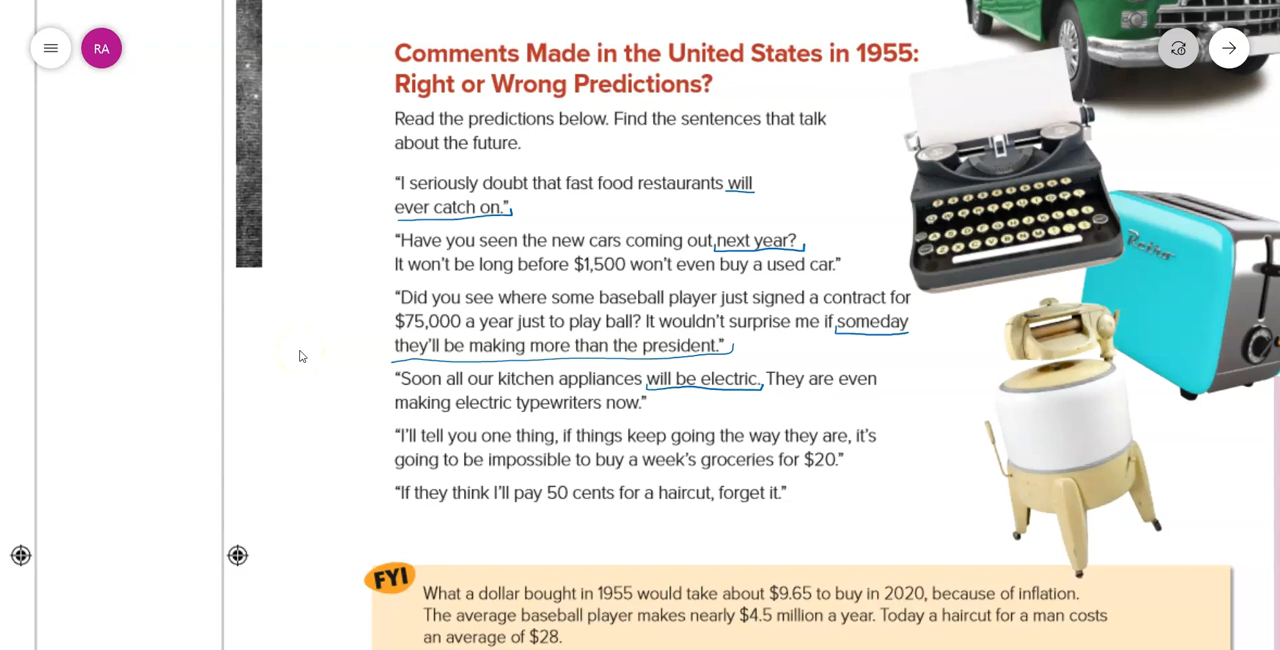 RA
Comments Made in the United States in 1955:
Right or Wrong Predictions?
Read the predictions below. Find the sentences that talk
about the future.
“I seriously doubt that fast food restaurants will
ever catch on.”
“Have you seen the new cars coming out next year?
It won’t be long before $1,500 won’t even buy a used car.”
“Did you see where some baseball player just signed a contract for
$75,000 a year just to play ball? It wouldn’t surprise me if someday
they’ll be making more than the president.”
“Soon all our kitchen appliances will be electric. They are even
making electric typewriters now.”
“I’ll tell you one thing, if things keep going the way they are, it’s
going to be impossible to buy a week’s groceries for $20.”
“If they think I’ll pay 50 cents for a haircut, forget it.”
Retro
FYI
What a dollar bought in 1955 would take about $9.65 to buy in 2020, because of inflation.
The average baseball player makes nearly $4.5 million a year. Today a haircut for a man costs
an average of $28.